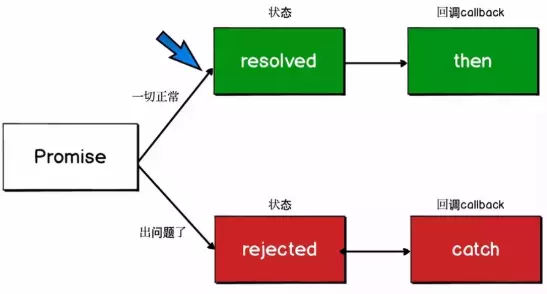 状态
回调callback
resolved
then
一切正常
Promise
出问题了
状态
回调callback
rejected
catch